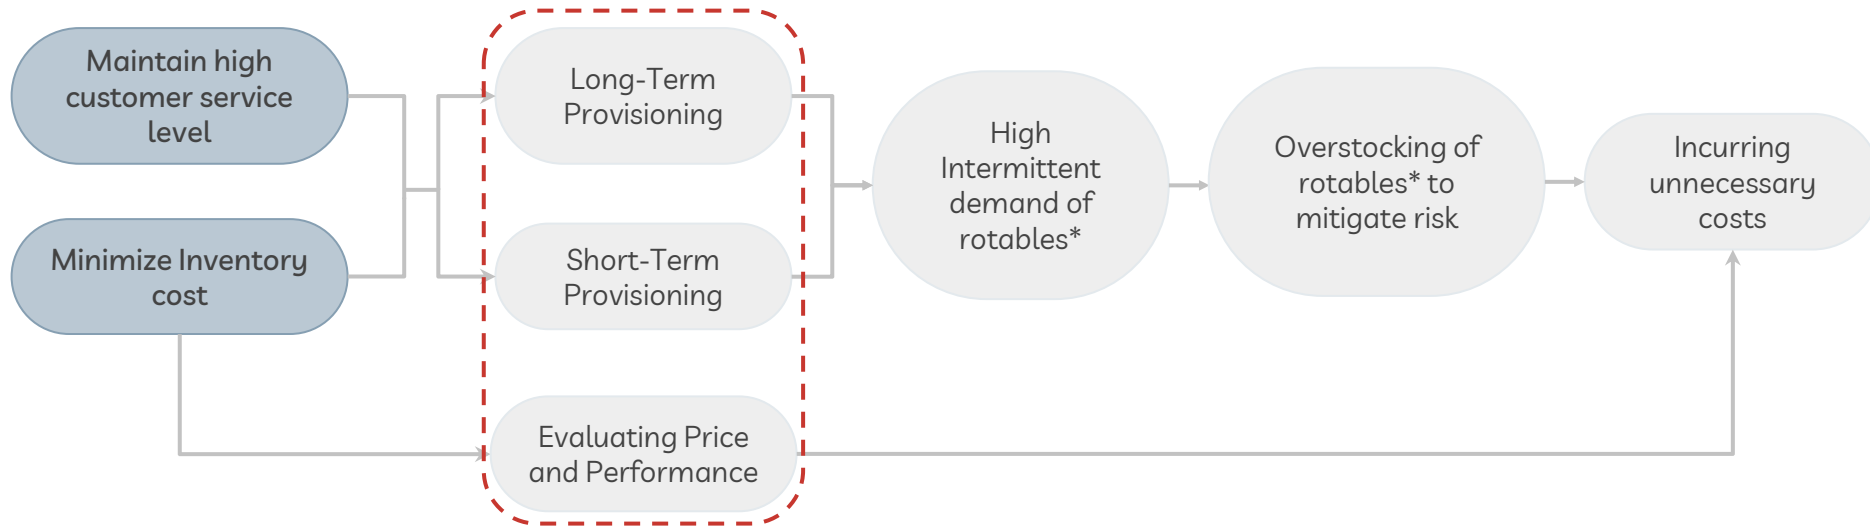 Maintain high
customer service
level
Minimize Inventory
cost
Long-Term
Provisioning
Short-Term
Provisioning
Evaluating Price
and Performance
High
Intermittent
demand of
rotables*
Overstocking of
rotables* to
mitigate risk
Incurring
unnecessary
costs